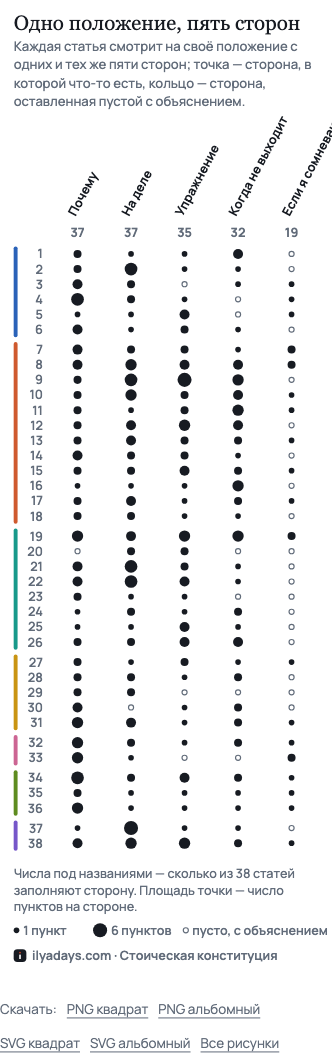 Одно положение, пять сторон
Каждая статья смотрит на своё положение с
одних и тех же пяти сторон; точка — сторона, в
которой что-то есть, кольцо — сторона,
оставленная пустой с объяснением.
Почему
На деле
Упражнение
Когда не выходит
Если я
37 37 35 32 19
1
2
3
4
5
6
7
8
9
10
11
12
13
14
15
16
17
18
19
20
21
22
23
24
25
26
27
28
29
30
31
32
33
34
35
36
37
38
Числа под названиями — сколько из 38 статей
заполняют сторону. Площадь точки — число
пунктов на стороне.
1 пункт 6 пунктов пусто, с объяснением
ilyadays.com · Стоическая конституция
Скачать: PNG квадрат PNG альбомный
SVG квадрат SVG альбомный Все рисунки